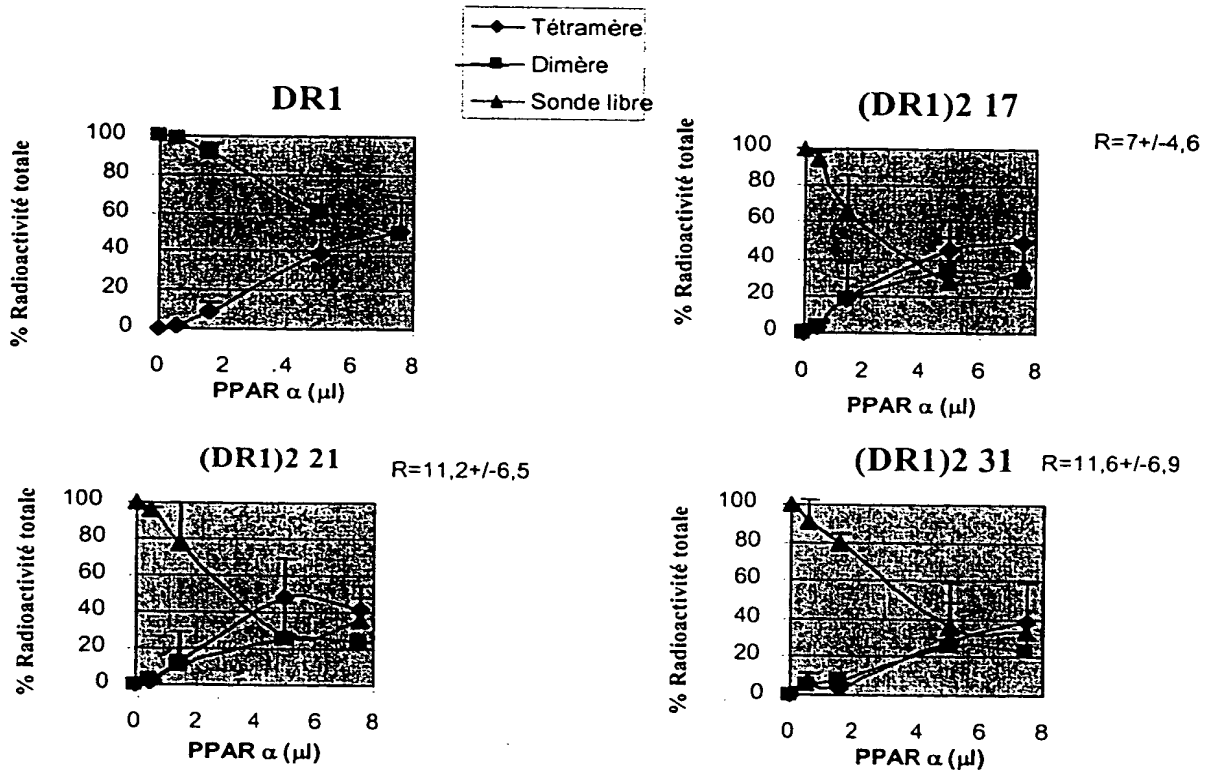 Tétramère
Dimère
Sonde libre
DR1
% Radioactivité totale
100
80
60
40
20
0
0 2 .4 6 8
PPAR α (µl)
(DR1)2 17
R=7+/-4,6
% Radioactivité totale
100
80
60
40
20
0
0 2 4 6 8
PPAR α (µl)
(DR1)2 21
R=11,2+/-6,5
% Radioactivité totale
100
80
60
40
20
0
0 2 4 6 8
PPAR α (µl)
(DR1)2 31
R=11,6+/-6,9
% Radioactivité totale
100
80
60
40
20
0
0 2 4 6 8
PPAR α (µl)